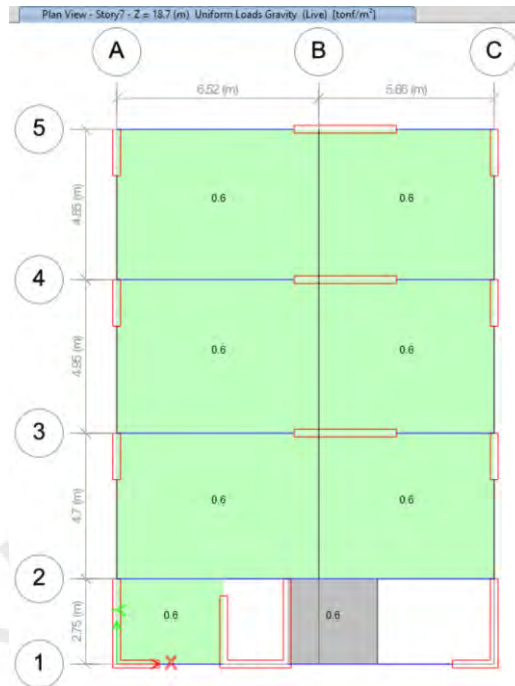 Plan View - Story7 - Z = 18.7 (m) Uniform Loads Gravity (Live) [tonf/m²]
A B C
6.52 (m) 5.66 (m)
5
4.85 (m)
0.6 0.6
4
4.95 (m)
0.6 0.6
3
4.7 (m)
0.6 0.6
2
2.75 (m)
Y
0.6 0.6
1
X